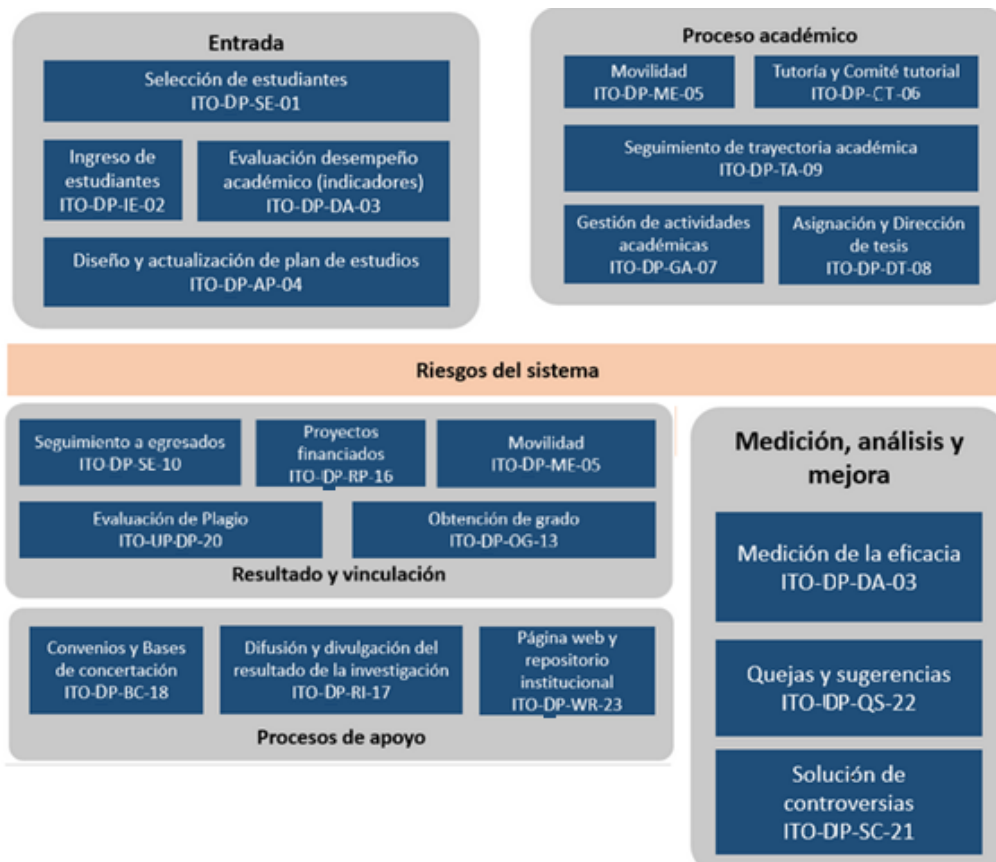 Entrada
Selección de estudiantes
ITO-DP-SE-01
Ingreso de
estudiantes
ITO-DP-IE-02
Evaluación desempeño
académico (indicadores)
ITO-DP-DA-03
Diseño y actualización de plan de estudios
ITO-DP-AP-04
Proceso académico
Movilidad
ITO-DP-ME-05
Tutoría y Comité tutorial
ITO-DP-CT-06
Seguimiento de trayectoria académica
ITO-DP-TA-09
Gestión de actividades
académicas
ITO-DP-GA-07
Asignación y Dirección
de tesis
ITO-DP-DT-08
Riesgos del sistema
Seguimiento a egresados
ITO-DP-SE-10
Proyectos
financiados
ITO-DP-RP-16
Movilidad
ITO-DP-ME-05
Evaluación de Plagio
ITO-UP-DP-20
Obtención de grado
ITO-DP-OG-13
Resultado y vinculación
Convenios y Bases
de concertación
ITO-DP-BC-18
Difusión y divulgación del
resultado de la investigación
ITO-DP-RI-17
Página web y
repositorio
institucional
ITO-DP-WR-23
Procesos de apoyo
Medición, análisis y
mejora
Medición de la eficacia
ITO-DP-DA-03
Quejas y sugerencias
ITO-DP-QS-22
Solución de
controversias
ITO-DP-SC-21